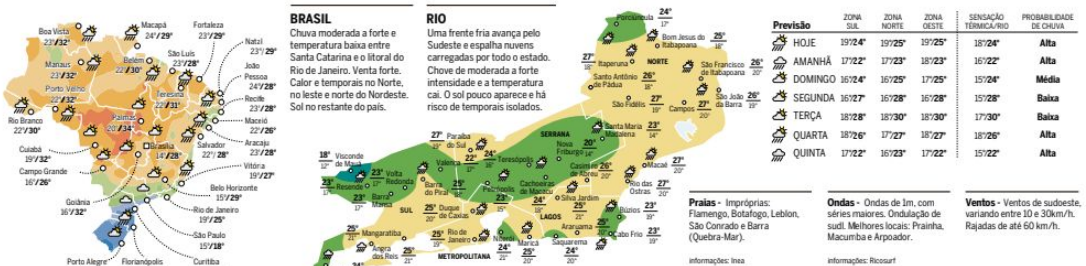 Boa Vista
23°/32°
Macapá
24°/29°
Fortaleza
23°/29°
Natal
23°/29°
João
Pessoa
24°/28°
Recife
23°/28°
Maceió
22°/26°
Aracaju
23°/28°
Salvador
22°/28°
Vitória
19°/27°
Belo Horizonte
15°/29°
Rio de Janeiro
19°/25°
São Paulo
15°/18°
Curitiba
Florianópolis
Porto Alegre
São Luís
23°/28°
Belém
22°/30°
Manaus
23°/32°
Porto Velho
22°/32°
Teresina
22°/31°
Rio Branco
22°/30°
Palmas
20°/34°
Cuiabá
19°/32°
Brasília
14°/28°
Campo Grande
16°/26°
Goiânia
16°/32°
BRASIL
Chuva moderada a forte e
temperatura baixa entre
Santa Catarina e o litoral do
Rio de Janeiro. Venta forte.
Calor e temporais no Norte,
no leste e norte do Nordeste.
Sol no restante do país.
RIO
Uma frente fria avança pelo
Sudeste e espalha nuvens
carregadas por todo o estado.
Chove de moderada a forte
intensidade e a temperatura
cai. O sol pouco aparece e há
risco de temporais isolados.
Porciúncula
24°
17°
Bom Jesus do
Itabapoana
25°
18°
Itaperuna
27°
18°
NORTE
São Francisco
de Itabapoana
26°
20°
Santo Antônio
de Pádua
26°
18°
São Fidélis
27°
19°
Campos
27°
20°
São João
da Barra
26°
19°
Santa Maria
Madalena
23°
14°
SERRANA
Nova
Friburgo
20°
14°
Paraíba
do Sul
27°
19°
Valença
22°
17°
Teresópolis
24°
16°
Visconde
de Mauá
18°
12°
Resende
23°
17°
Volta
Redonda
23°
17°
Barra
Mansa
23°
17°
Barra
do Piraí
25°
18°
Petrópolis
23°
Cachoeiras
de Macacu
24°
18°
Casimiro
de Abreu
26°
20°
Macaé
27°
20°
Rio das
Ostras
27°
20°
Silva Jardim
25°
LAGOS
Búzios
23°
19°
Cabo Frio
23°
19°
Araruama
25°
Saquarema
24°
20°
Maricá
25°
21°
Niterói
24°
21°
SUL
Duque
de Caxias
25°
20°
Rio de
Janeiro
25°
Mangaratiba
25°
Angra
dos Reis
25°
21°
METROPOLITANA
24°
Previsão ZONA SUL ZONA NORTE ZONA OESTE SENSAÇÃO TÉRMICA/RIO PROBABILIDADE DE CHUVA
HOJE 19°/24° 19°/25° 19°/25° 18°/24° Alta
AMANHÃ 17°/22° 17°/23° 18°/23° 16°/22° Alta
DOMINGO 16°/24° 16°/25° 17°/25° 15°/24° Média
SEGUNDA 16°/27° 16°/28° 16°/28° 15°/28° Baixa
TERÇA 18°/28° 18°/30° 18°/30° 17°/30° Baixa
QUARTA 18°/26° 17°/27° 18°/27° 18°/26° Alta
QUINTA 17°/22° 16°/23° 17°/22° 15°/22° Alta
Praias - Impróprias:
Flamengo, Botafogo, Leblon,
São Conrado e Barra
(Quebra-Mar).
informações: Inea
Ondas - Ondas de 1m, com
séries maiores. Ondulação de
sudl. Melhores locais: Prainha,
Macumba e Arpoador.
informações: Ricosurf
Ventos - Ventos de sudoeste,
variando entre 10 e 30km/h.
Rajadas de até 60 km/h.